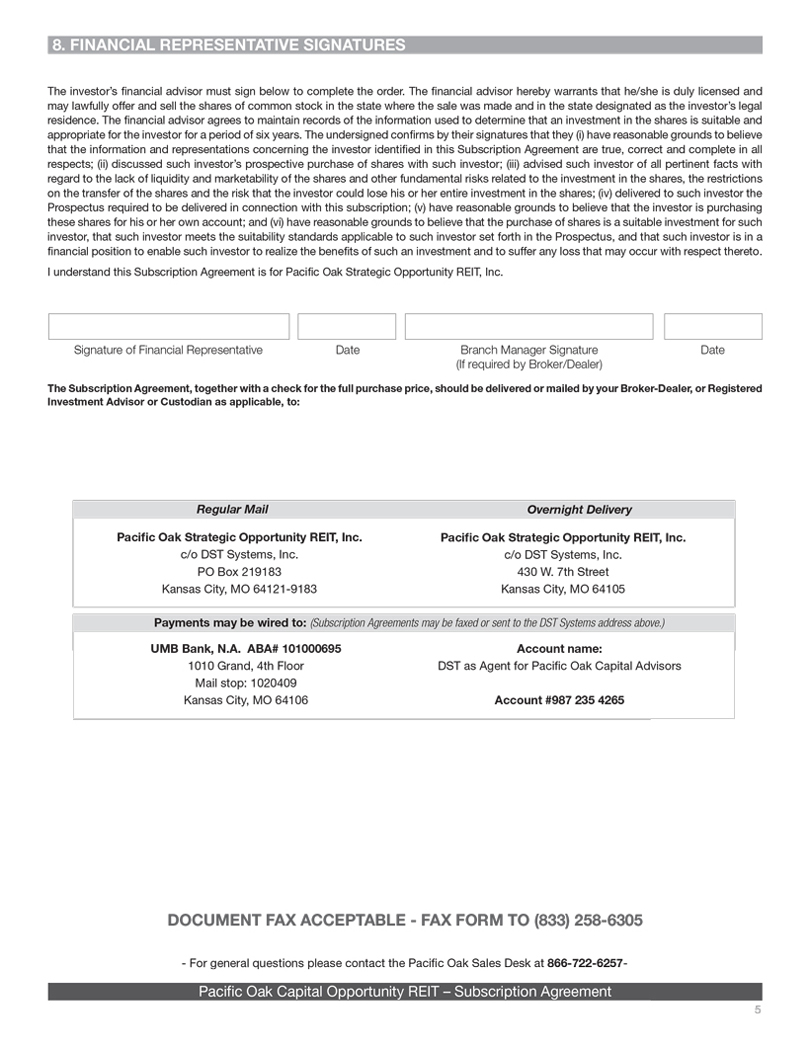 8. FINANCIAL REPRESENTATIVE SIGNATURES
The investor's financial advisor must sign below to complete the order. The financial advisor hereby warrants that he/she is duly licensed and
may lawfully offer and sell the shares of common stock in the state where the sale was made and in the state designated as the investor's legal
residence. The financial advisor agrees to maintain records of the information used to determine that an investment in the shares is suitable and
appropriate for the investor for a period of six years. The undersigned confirms by their signatures that they (i) have reasonable grounds to believe
that the information and representations concerning the investor identified in this Subscription Agreement are true, correct and complete in all
respects; (ii) discussed such investor's prospective purchase of shares with such investor; (iii) advised such investor of all pertinent facts with
regard to the lack of liquidity and marketability of the shares and other fundamental risks related to the investment in the shares, the restrictions
on the transfer of the shares and the risk that the investor could lose his or her entire investment in the shares; (iv) delivered to such investor the
Prospectus required to be delivered in connection with this subscription; (v) have reasonable grounds to believe that the investor is purchasing
these shares for his or her own account; and (vi) have reasonable grounds to believe that the purchase of shares is a suitable investment for such
investor, that such investor meets the suitability standards applicable to such investor set forth in the Prospectus, and that such investor is in a
financial position to enable such investor to realize the benefits of such an investment and to suffer any loss that may occur with respect thereto.
I understand this Subscription Agreement is for Pacific Oak Strategic Opportunity REIT, Inc.
Signature of Financial Representative
Date
Branch Manager Signature
(If required by Broker/Dealer)
Date
The Subscription Agreement, together with a check for the full purchase price, should be delivered or mailed by your Broker-Dealer, or Registered
Investment Advisor or Custodian as applicable, to:
Regular Mail
Pacific Oak Strategic Opportunity REIT, Inc.
c/o DST Systems, Inc.
PO Box 219183
Kansas City, MO 64121-9183
Overnight Delivery
Pacific Oak Strategic Opportunity REIT, Inc.
c/o DST Systems, Inc.
430 W. 7th Street
Kansas City, MO 64105
Payments may be wired to: (Subscription Agreements may be faxed or sent to the DST Systems address above.)
UMB Bank, N.A. ABA# 101000695
1010 Grand, 4th Floor
Mail stop: 1020409
Kansas City, MO 64106
Account name:
DST as Agent for Pacific Oak Capital Advisors
Account #987 235 4265
DOCUMENT FAX ACCEPTABLE - FAX FORM TO (833) 258-6305
- For general questions please contact the Pacific Oak Sales Desk at 866-722-6257-
Pacific Oak Capital Opportunity REIT – Subscription Agreement
5